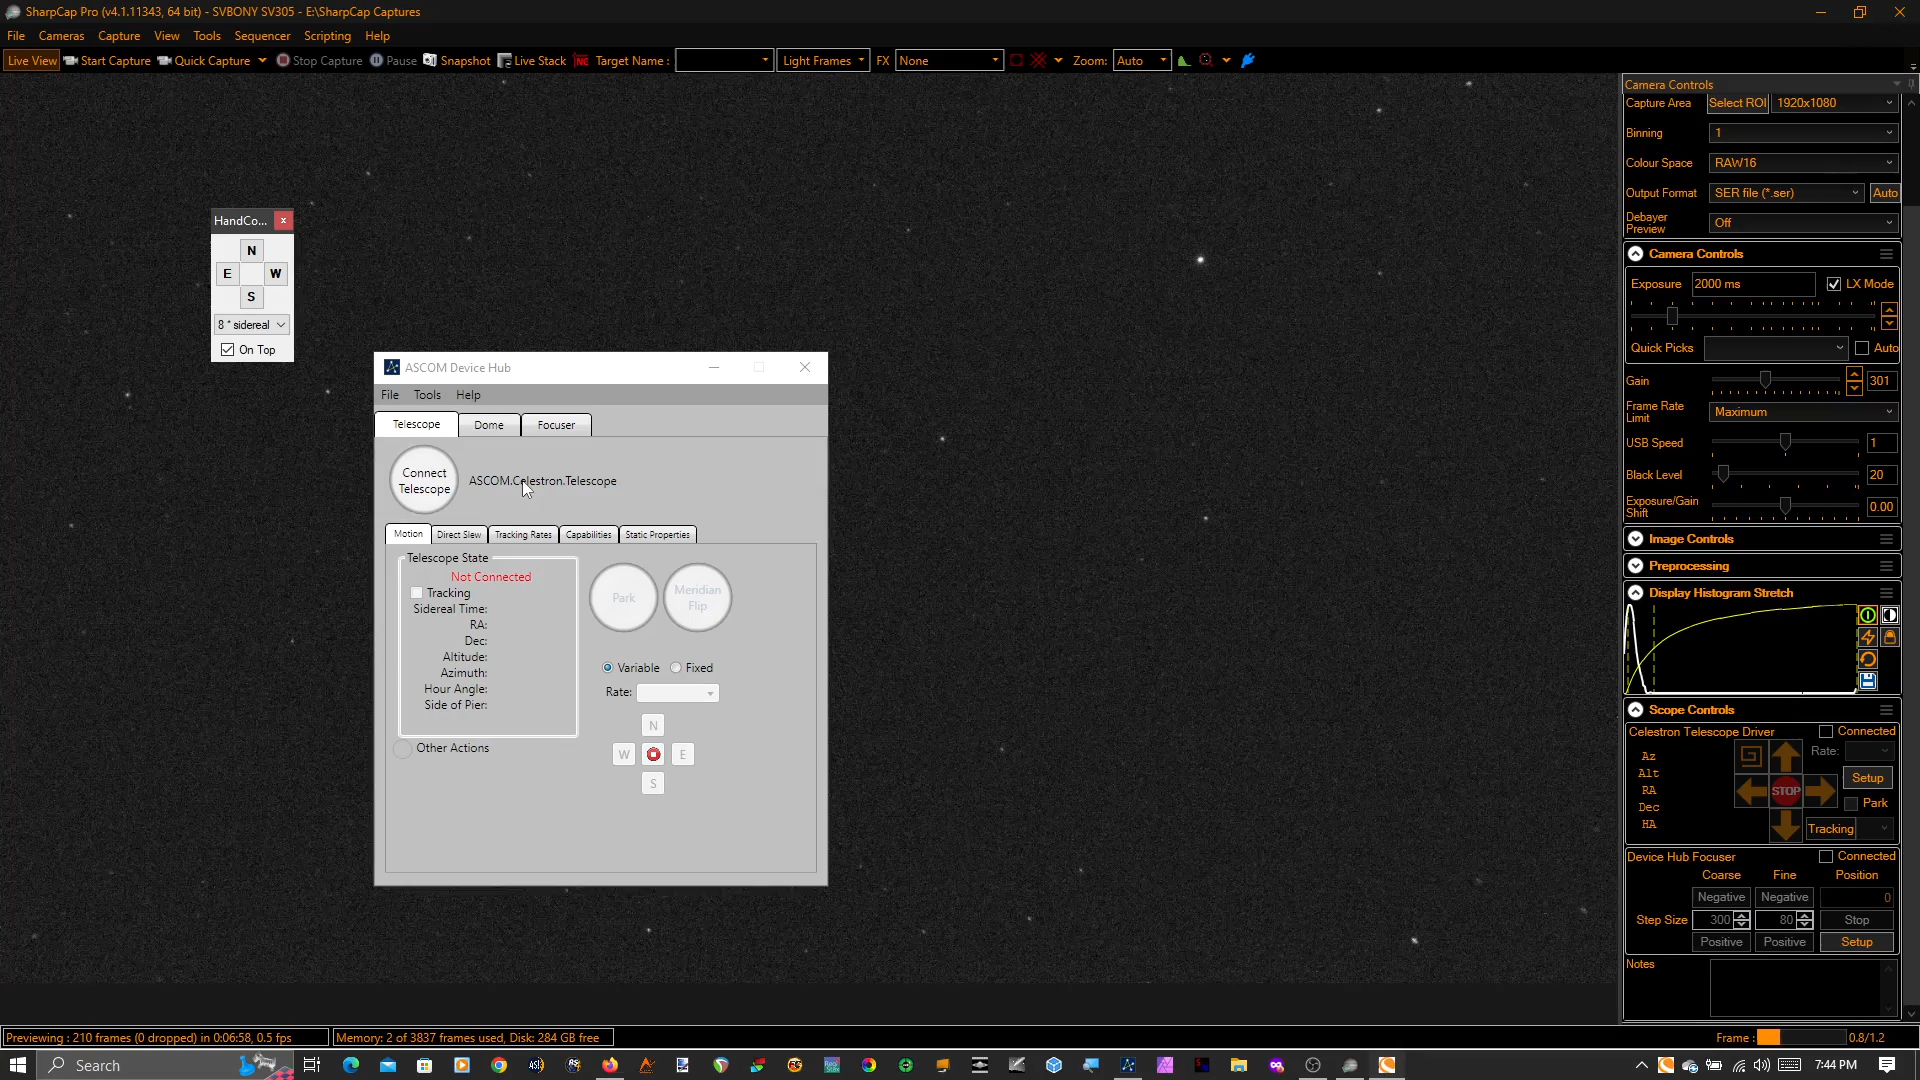 SharpCap Pro (v4.1.11343, 64 bit) - SVBONY SV305 - E:\SharpCap Captures
File Cameras Capture View Tools Sequencer Scripting Help
Live View Start Capture Quick Capture Stop Capture Pause Snapshot Live Stack Target Name : Light Frames FX None Zoom: Auto
Camera Controls
Capture Area Select ROI 1920x1080
Binning 1
Colour Space RAW16
Output Format SER file (*.ser) Auto
Debayer Preview Off
Camera Controls
Exposure 2000 ms LX Mode
Quick Picks Auto
Gain 301
Frame Rate Limit Maximum
USB Speed 1
Black Level 20
Exposure/Gain Shift 0.00
Image Controls
Preprocessing
Display Histogram Stretch
Scope Controls
Celestron Telescope Driver Connected
Az Rate:
Alt Setup
RA STOP
Dec Park
HA Tracking
Device Hub Focuser Connected
Coarse Fine Position
Negative Negative 0
Step Size 300 80 Stop
Positive Positive Setup
Notes
HandCo... x
N
E W
S
8 * sidereal
On Top
ASCOM Device Hub
File Tools Help
Telescope Dome Focuser
Connect Telescope
ASCOM.Celestron.Telescope
Motion Direct Slew Tracking Rates Capabilities Static Properties
Telescope State
Not Connected
Tracking
Sidereal Time:
RA:
Dec:
Altitude:
Azimuth:
Hour Angle:
Side of Pier:
Other Actions
Park
Meridian Flip
Variable Fixed
Rate:
N
W E
S
Previewing : 210 frames (0 dropped) in 0:06:58, 0.5 fps Memory: 2 of 3837 frames used, Disk: 284 GB free Frame : 0.8/1.2
Search 7:44 PM